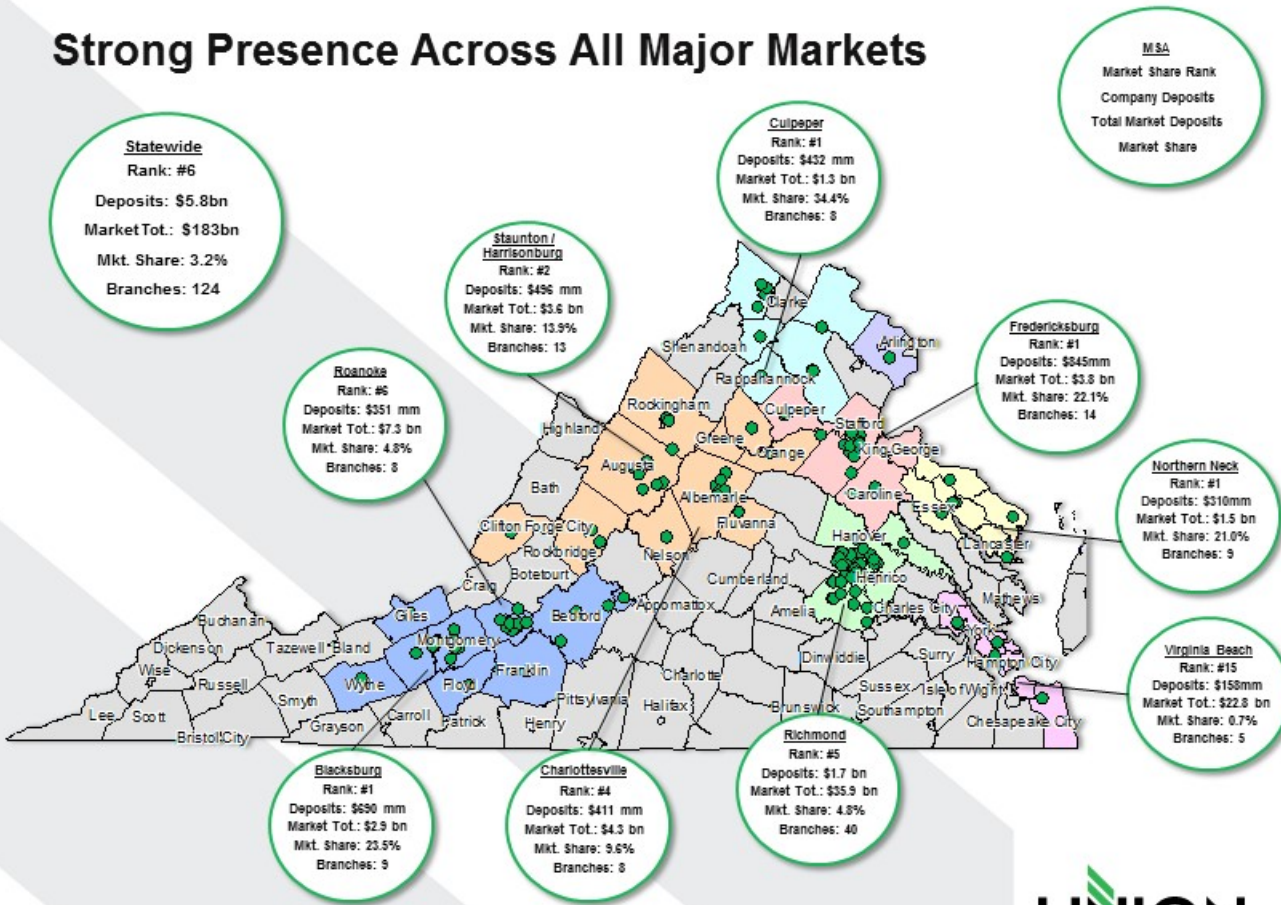 Strong Presence Across All Major Markets
MSA
Market Share Rank
Company Deposits
Total Market Deposits
Market Share
Statewide
Rank: #6
Deposits: $5.8bn
Market Tot.: $183bn
Mkt. Share: 3.2%
Branches: 124
Culpeper
Rank: #1
Deposits: $432 mm
Market Tot.: $1.3 bn
Mkt. Share: 34.4%
Branches: 8
Staunton /
Harrisonburg
Rank: #2
Deposits: $496 mm
Market Tot.: $3.6 bn
Mkt. Share: 13.9%
Branches: 13
Fredericksburg
Rank: #1
Deposits: $845mm
Market Tot.: $3.8 bn
Mkt. Share: 22.1%
Branches: 14
Roanoke
Rank: #6
Deposits: $351 mm
Market Tot.: $7.3 bn
Mkt. Share: 4.8%
Branches: 8
Northern Neck
Rank: #1
Deposits: $310mm
Market Tot.: $1.5 bn
Mkt. Share: 21.0%
Branches: 9
Virginia Beach
Rank: #15
Deposits: $158mm
Market Tot.: $22.8 bn
Mkt. Share: 0.7%
Branches: 5
Blacksburg
Rank: #1
Deposits: $690 mm
Market Tot.: $2.9 bn
Mkt. Share: 23.5%
Branches: 9
Charlottesville
Rank: #4
Deposits: $411 mm
Market Tot.: $4.3 bn
Mkt. Share: 9.6%
Branches: 8
Richmond
Rank: #5
Deposits: $1.7 bn
Market Tot.: $35.9 bn
Mkt. Share: 4.8%
Branches: 40
Clarke
Shenandoah
Arlington
Rappahannock
Rockingham
Culpeper
Stafford
Highland
Greene
Orange
King George
Augusta
Bath
Albemarle
Caroline
Essex
Clifton Forge City
Fluvanna
Rockbridge
Nelson
Hanover
Lancaster
Botetourt
Craig
Cumberland
Henrico
Appomattox
Amelia
Charles City
Mathews
Giles
Bedford
Buchanan
Montgomery
York
Dickenson
Tazewell
Bland
Dinwiddie
Surry
Hampton City
Wise
Russell
Wythe
Floyd
Franklin
Charlotte
Smyth
Pittsylvania
Halifax
Sussex
Isle of Wight
Lee
Scott
Carroll
Patrick
Henry
Brunswick
Southampton
Chesapeake City
Grayson
Bristol City
UNION